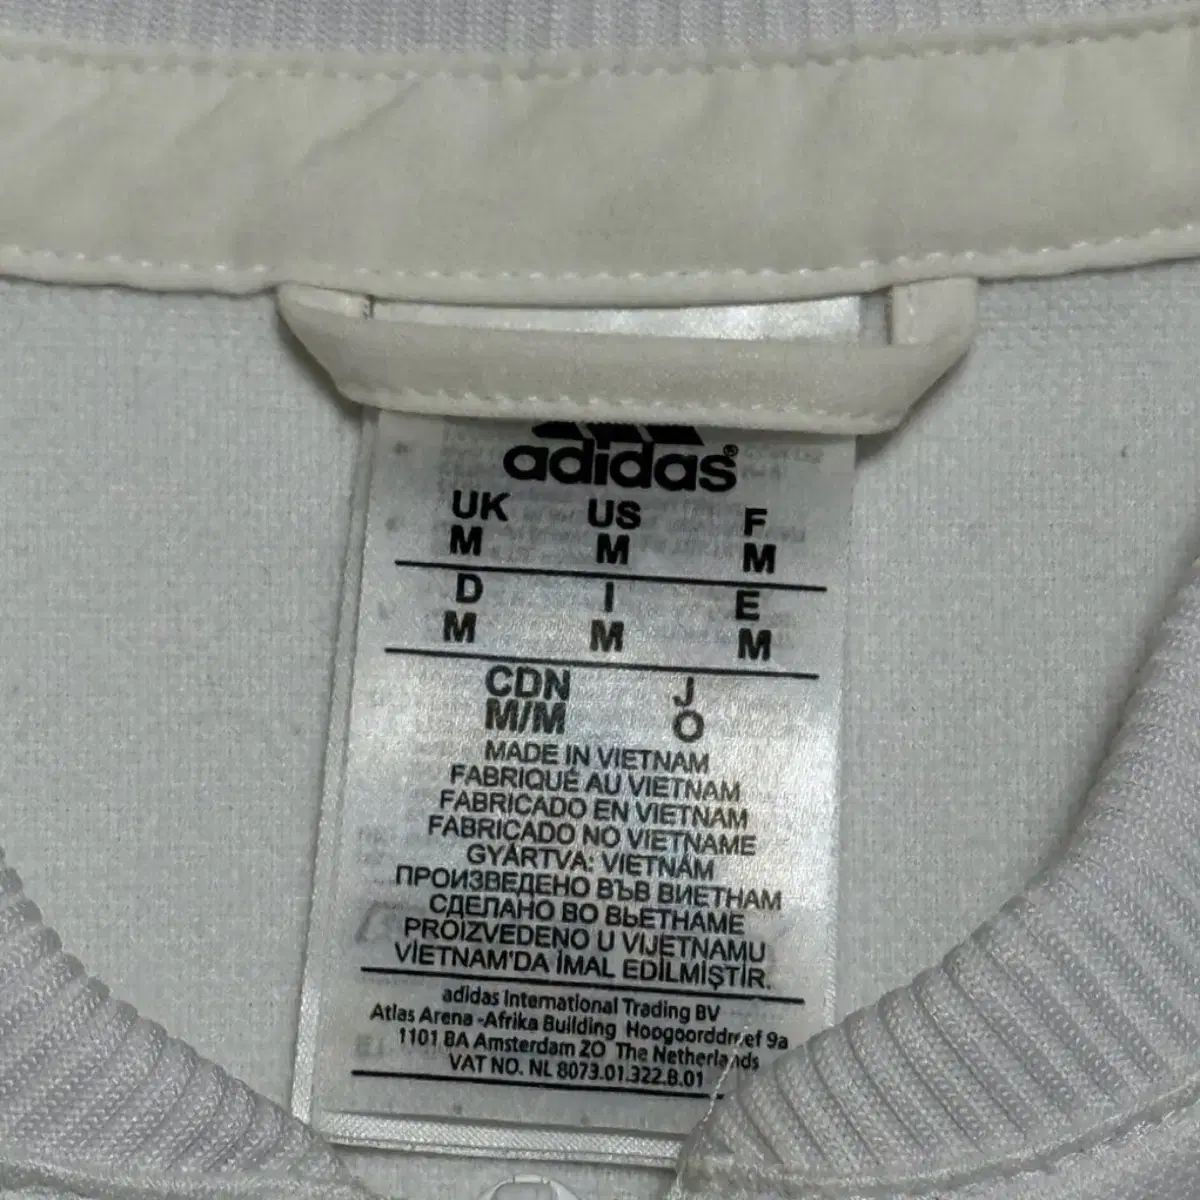 adidas®
UK US F
M M M
D I E
M M M
CDN J
M/M O
MADE IN VIETNAM
FABRIQUÉ AU VIETNAM
FABRICADO EN VIETNAM
FABRICADO NO VIETNAME
GYÁRTVA: VIETNÁM
ПРОИЗВЕДЕНО ВЪВ ВИЕТНАМ
СДЕЛАНО ВО ВЬЕТНАМЕ
PROIZVEDENO U VIJETNAMU
VİETNAM'DA İMAL EDİLMİŞTİR.
adidas International Trading BV
Atlas Arena -Afrika Building Hoogoorddreef 9a
1101 BA Amsterdam ZO The Netherlands
VAT NO. NL 8073.01.322.B.01